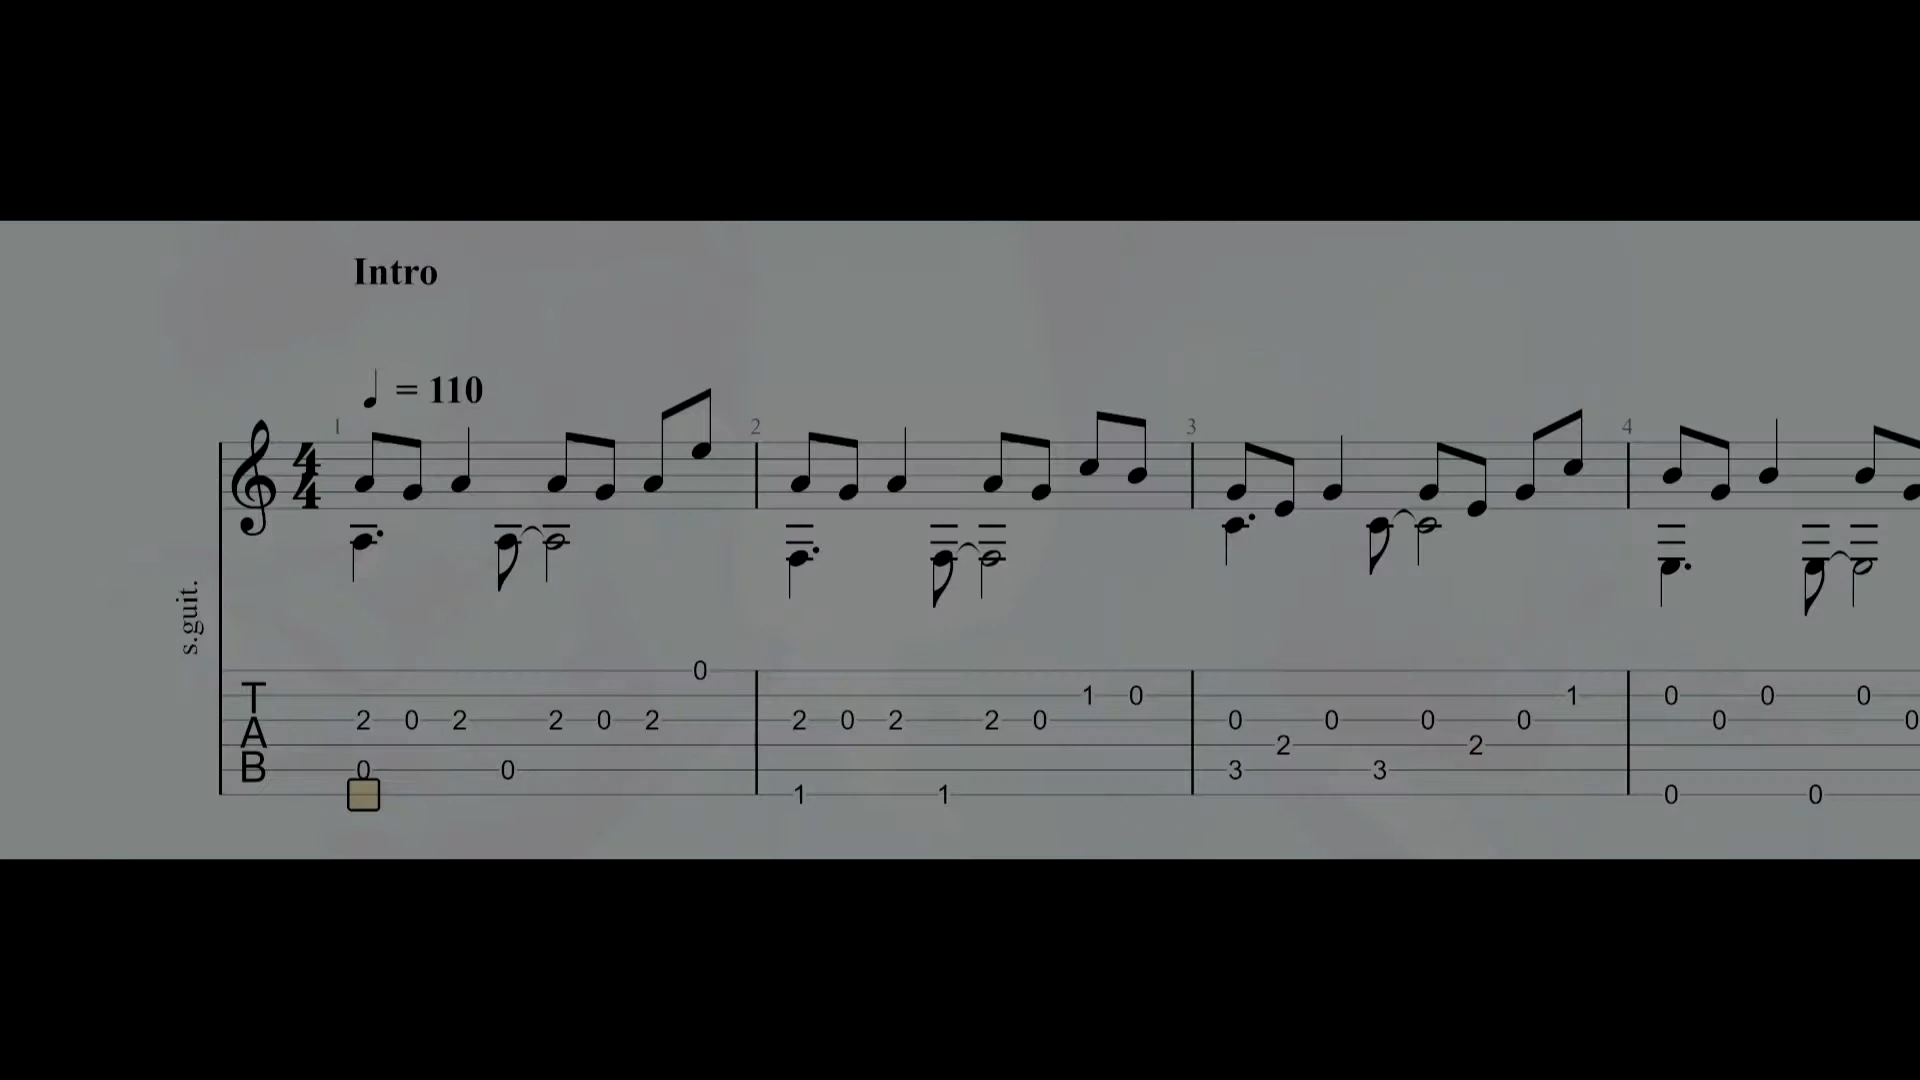 Intro
= 110
1 2 3 4
4
4
s.guit.
0
T 1 0 1 0 0 0
A 2 0 2 2 0 2 2 0 2 2 0 0 0 0 0 0 0
2 2
B 0 0 3 3
1 1 0 0